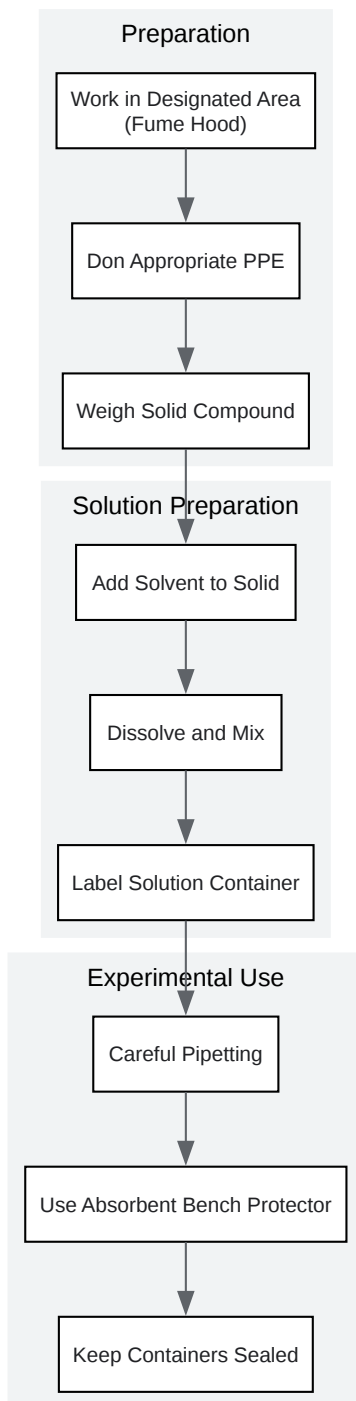 Preparation
Work in Designated Area
(Fume Hood)
Don Appropriate PPE
Weigh Solid Compound
Solution Preparation
Add Solvent to Solid
Dissolve and Mix
Label Solution Container
Experimental Use
Careful Pipetting
Use Absorbent Bench Protector
Keep Containers Sealed